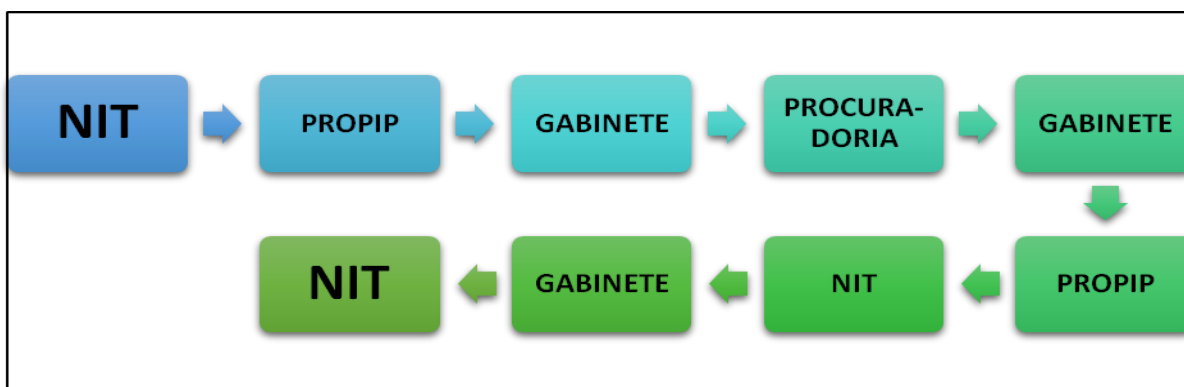 NIT
PROPIP
GABINETE
PROCURA-
DORIA
GABINETE
PROPIP
NIT
GABINETE
NIT